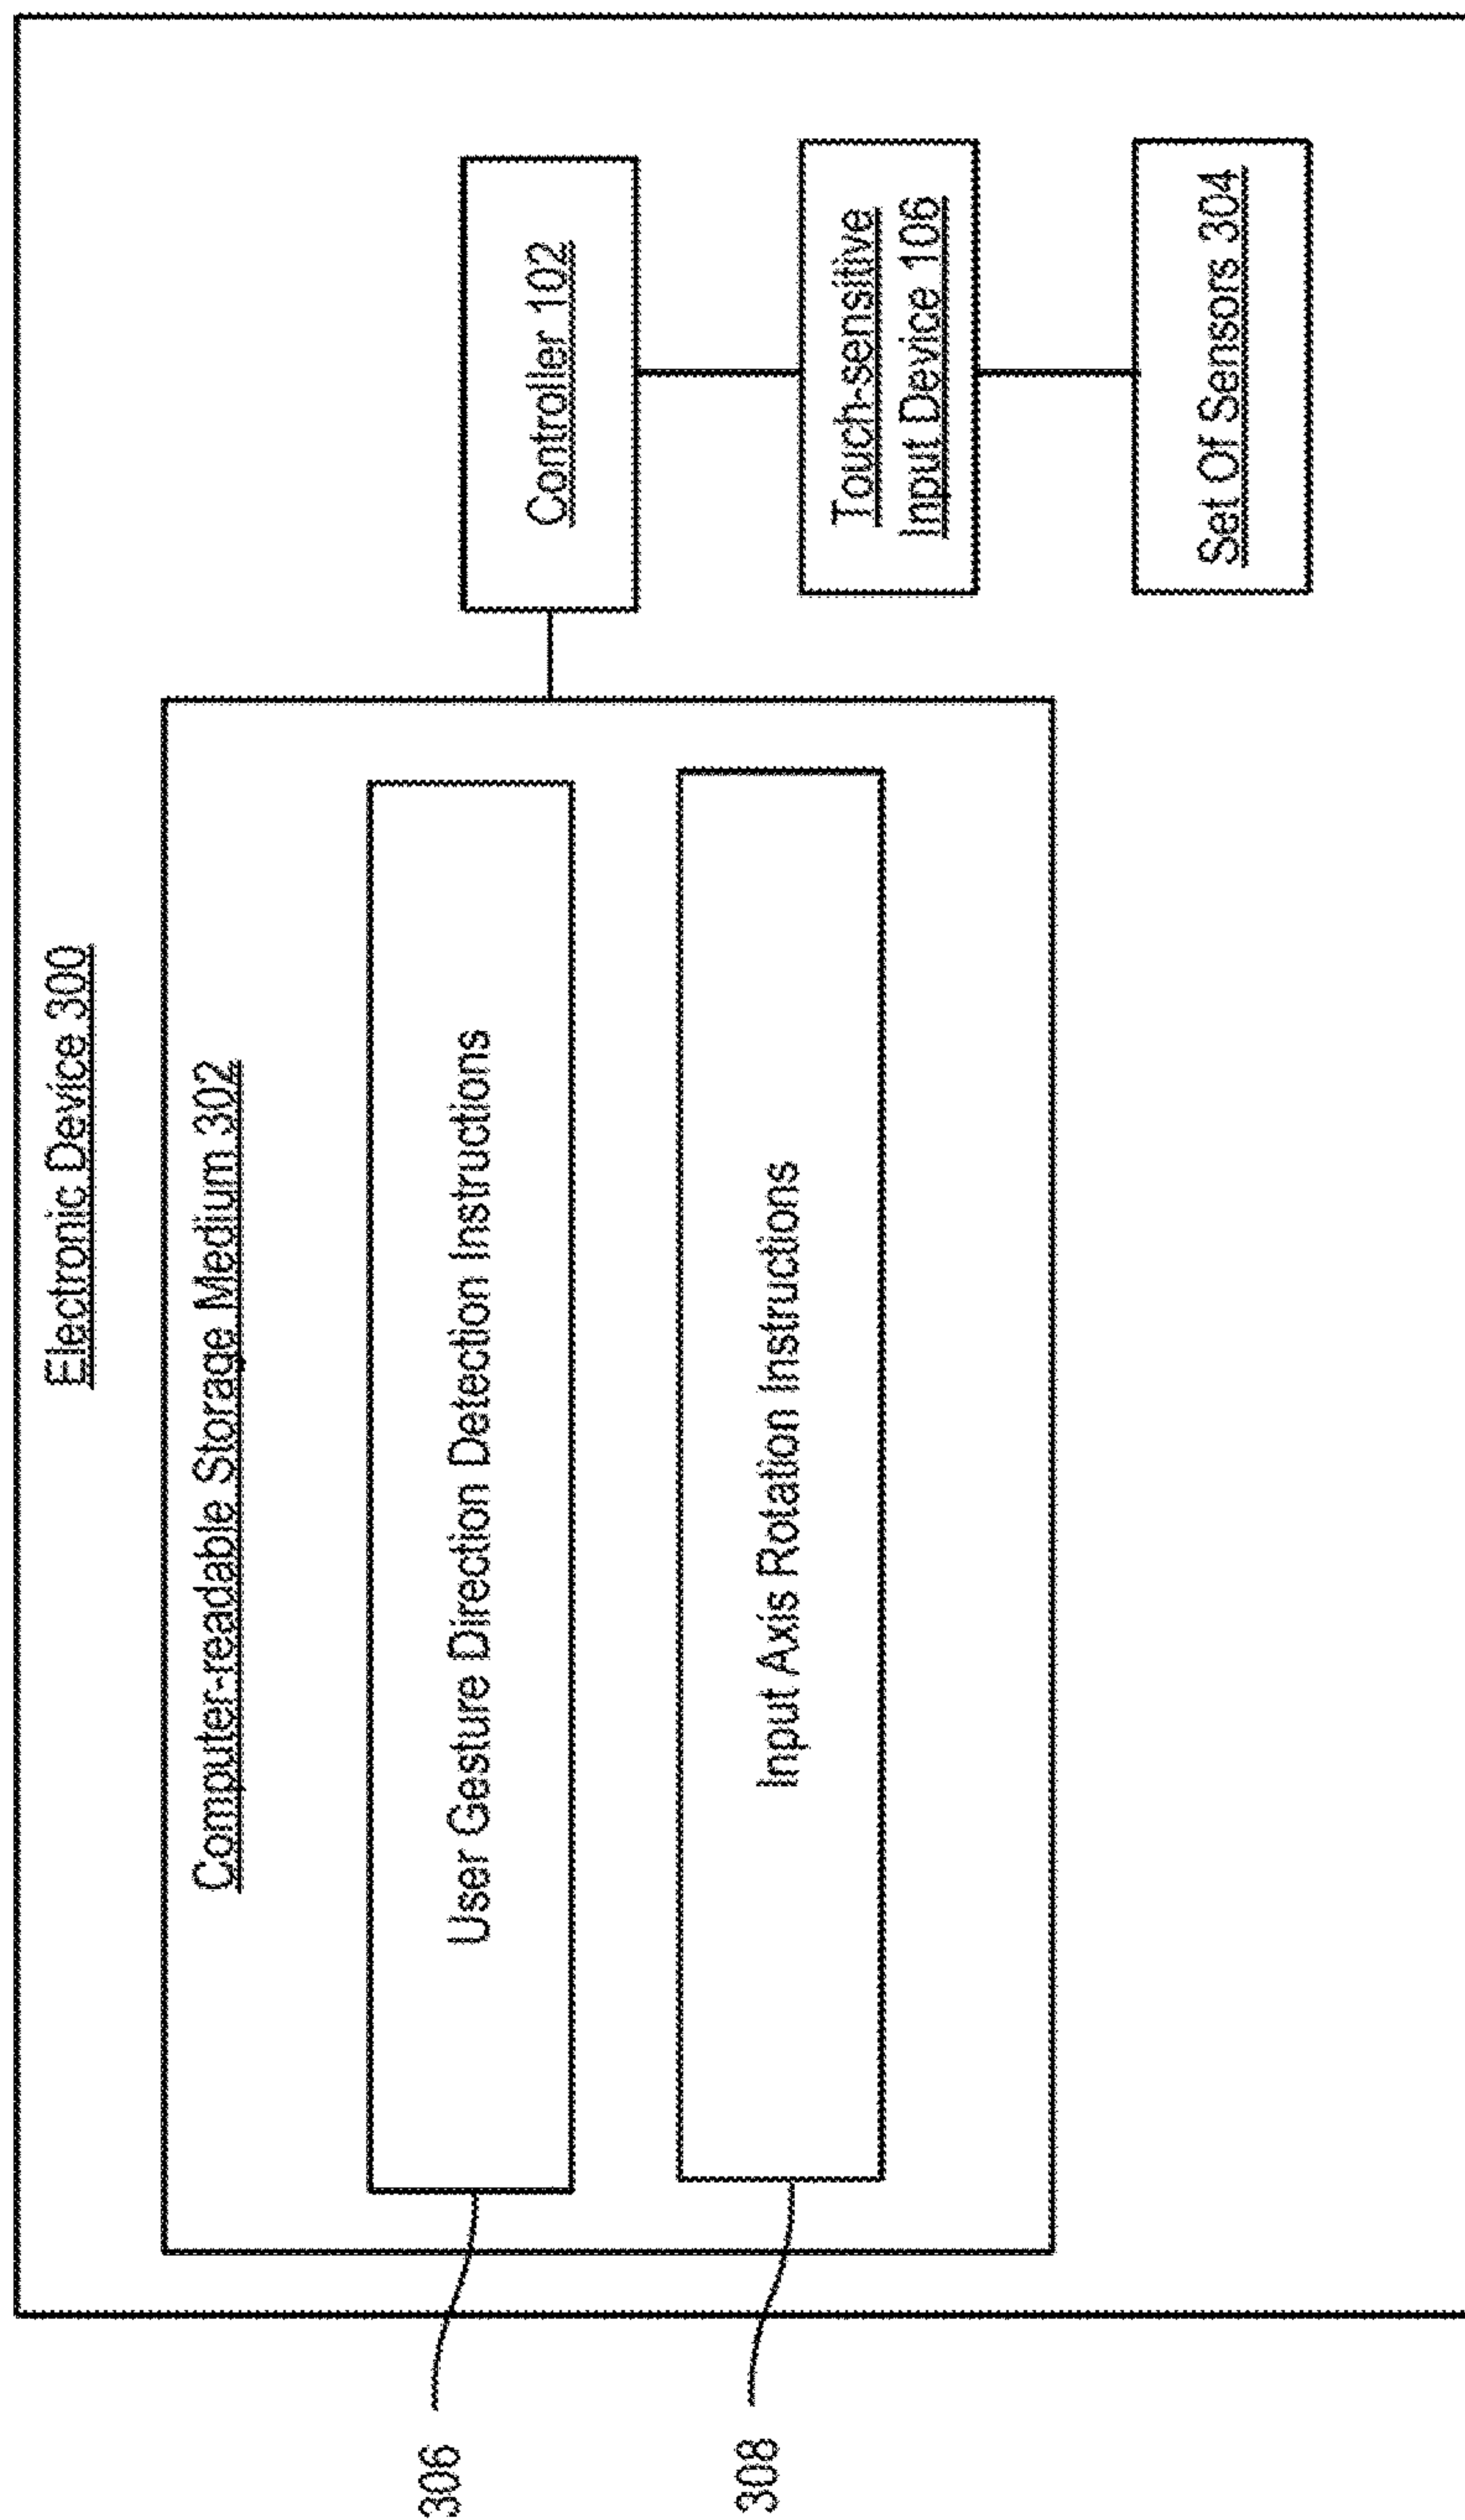 Electronic Device 300
Computer-readable Storage Medium 302
306
User Gesture Direction Detection Instructions
308
Input Axis Rotation Instructions
Controller 102
Touch-sensitive
Input Device 106
Set Of Sensors 304